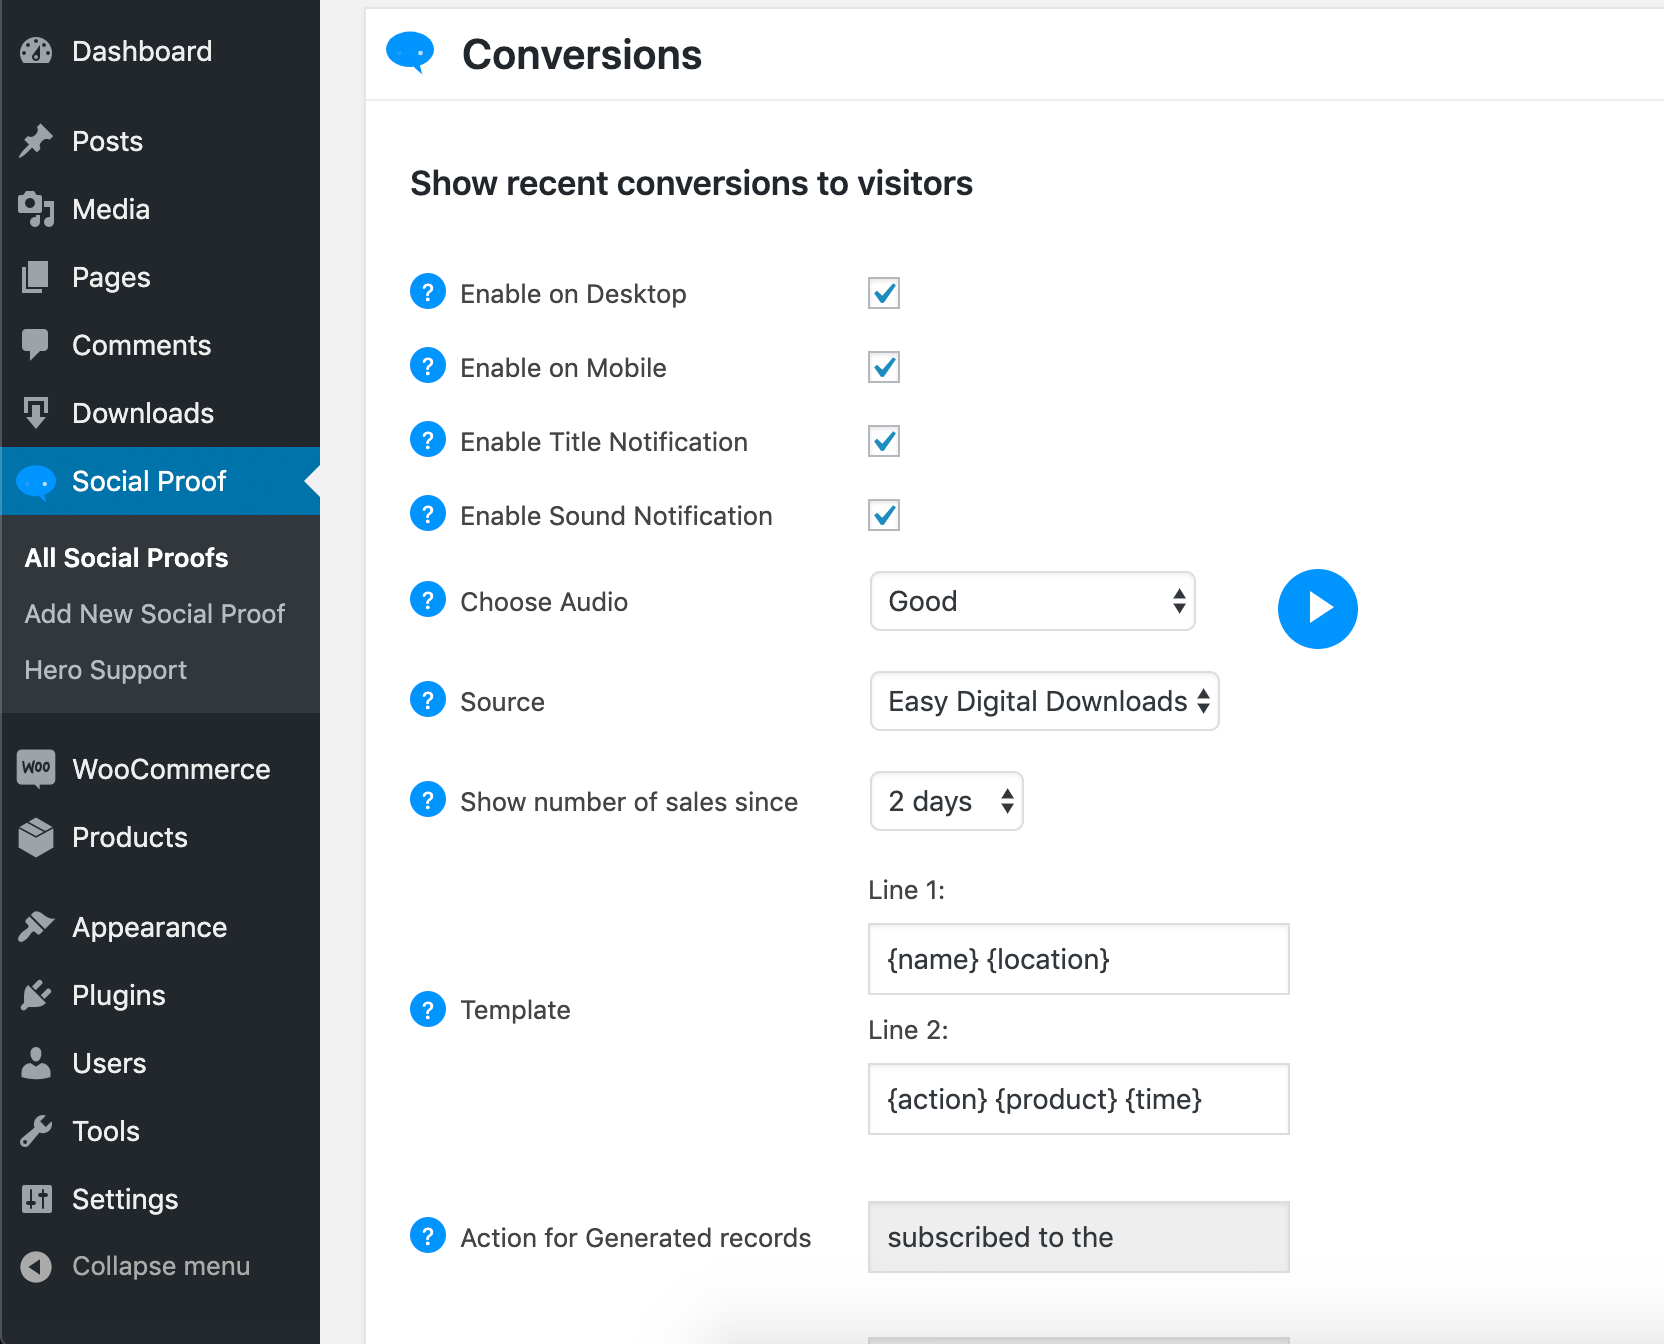 Dashboard
Posts
Media
Pages
Comments
Downloads
Social Proof
All Social Proofs
Add New Social Proof
Hero Support
Woo WooCommerce
Products
Appearance
Plugins
Users
Tools
Settings
Collapse menu
Conversions
Show recent conversions to visitors
? Enable on Desktop
? Enable on Mobile
? Enable Title Notification
? Enable Sound Notification
? Choose Audio Good
? Source Easy Digital Downloads
? Show number of sales since 2 days
Line 1:
{name} {location}
? Template
Line 2:
{action} {product} {time}
? Action for Generated records subscribed to the